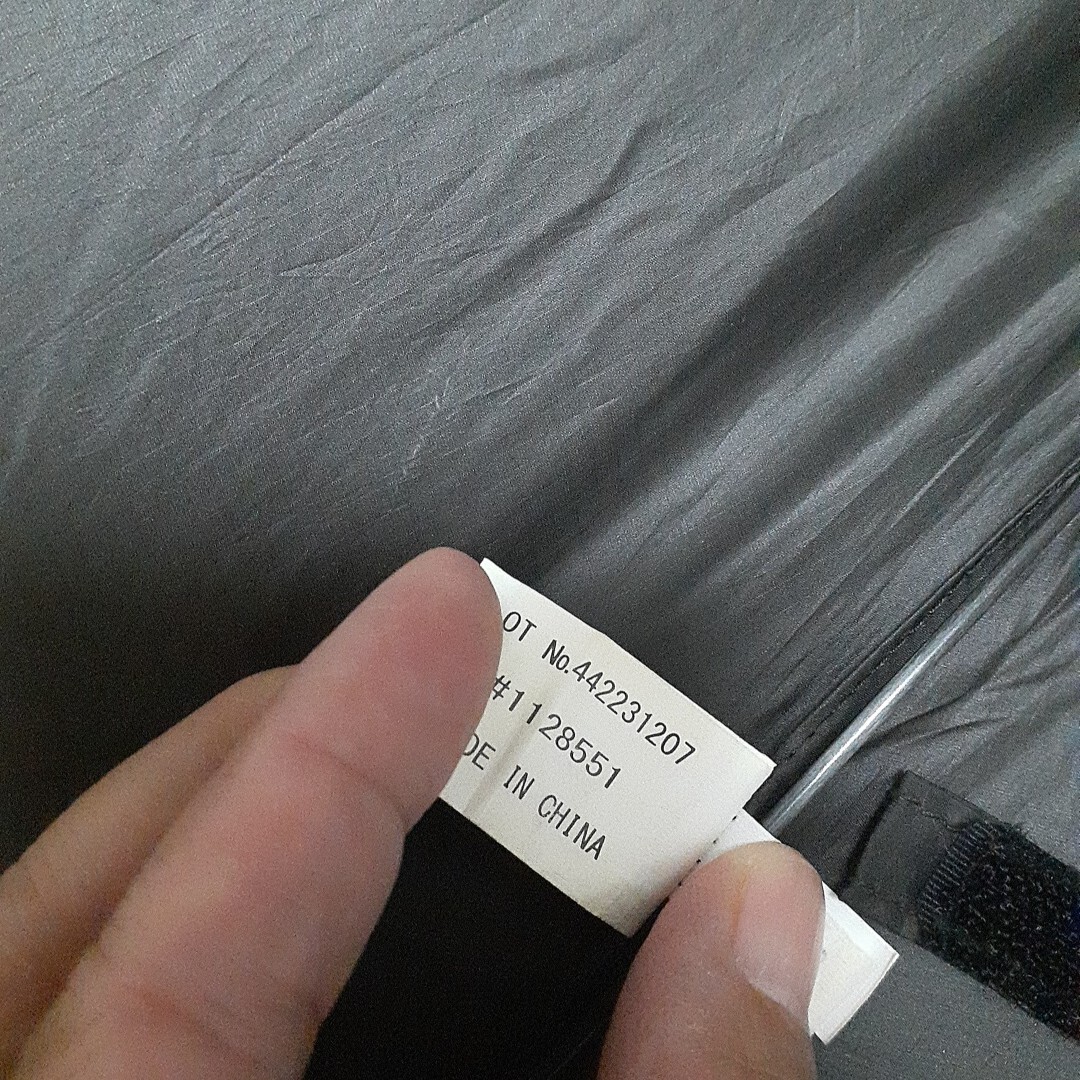 OT No.442231207
#1128551
DE IN CHINA